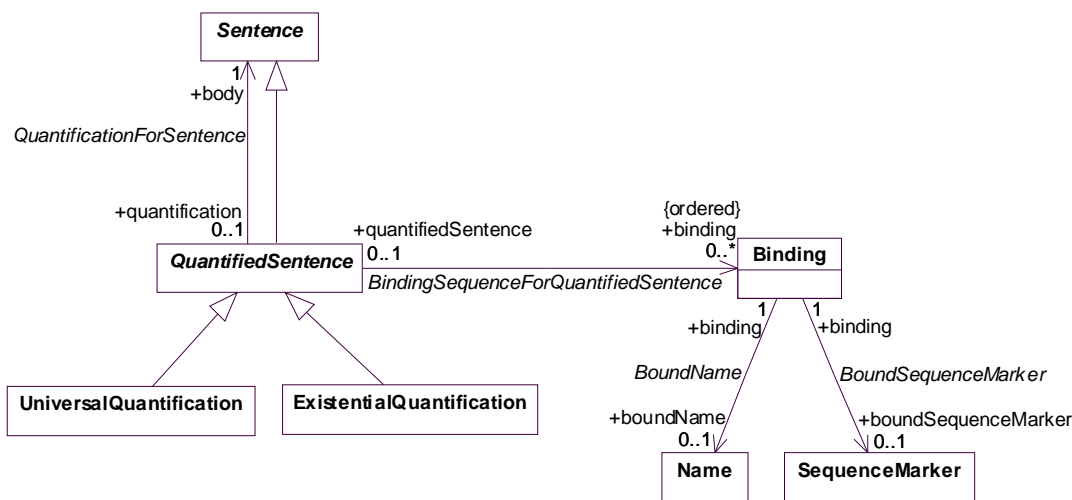 Sentence
1
+body
QuantificationForSentence
+quantification
0..1
QuantifiedSentence
+quantifiedSentence
0..1
BindingSequenceForQuantifiedSentence
{ordered}
+binding
0..*
Binding
UniversalQuantification
ExistentialQuantification
1
+binding
1
+binding
BoundName
BoundSequenceMarker
+boundName
0..1
+boundSequenceMarker
0..1
Name
SequenceMarker